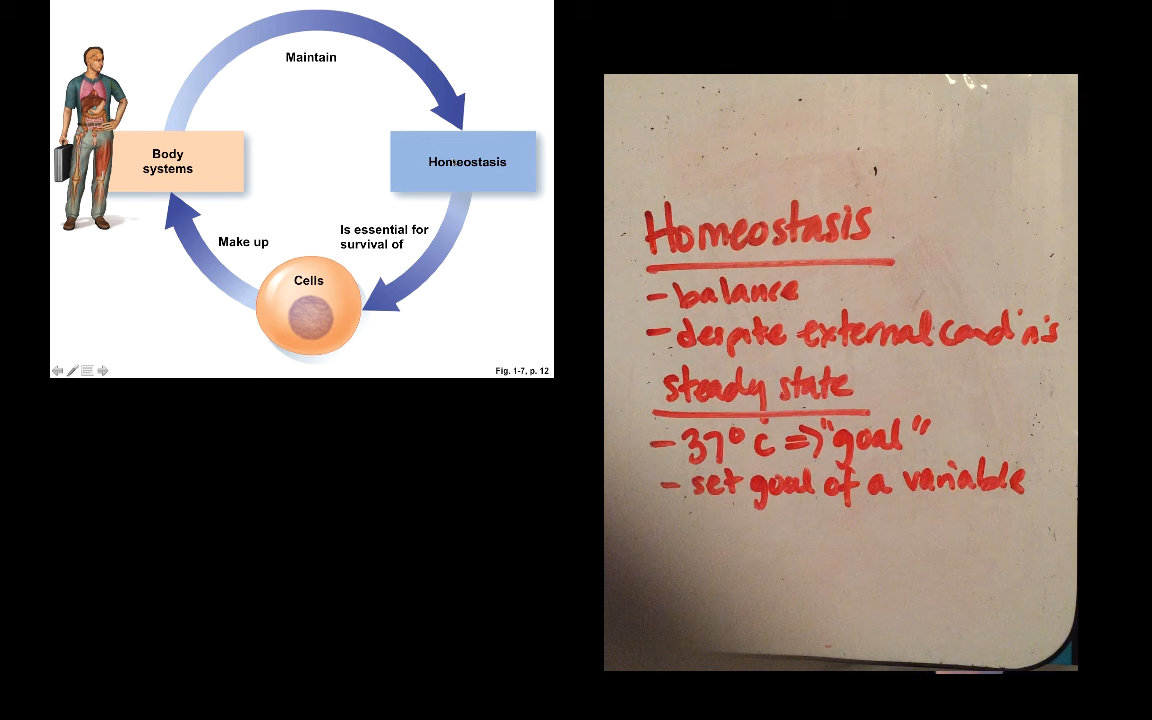 Maintain
Body
systems
Homeostasis
Is essential for
survival of
Make up
Cells
Fig. 1-7, p. 12
Homeostasis
- balance
- despite external cond'n's
steady state
- 37° C => "goal"
- set goal of a variable